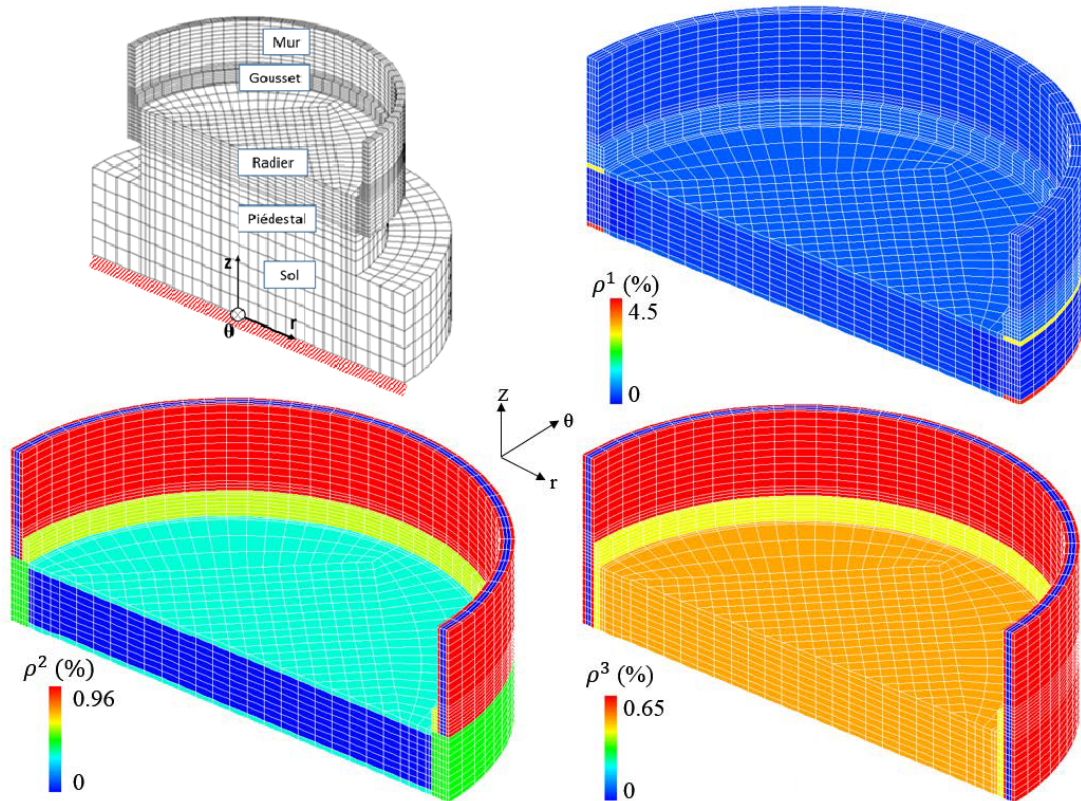 Mur
Gousset
Radier
Piédestal
Sol
z
r
θ
ρ¹ (%)
4.5
0
z
θ
r
ρ² (%)
0.96
0
ρ³ (%)
0.65
0